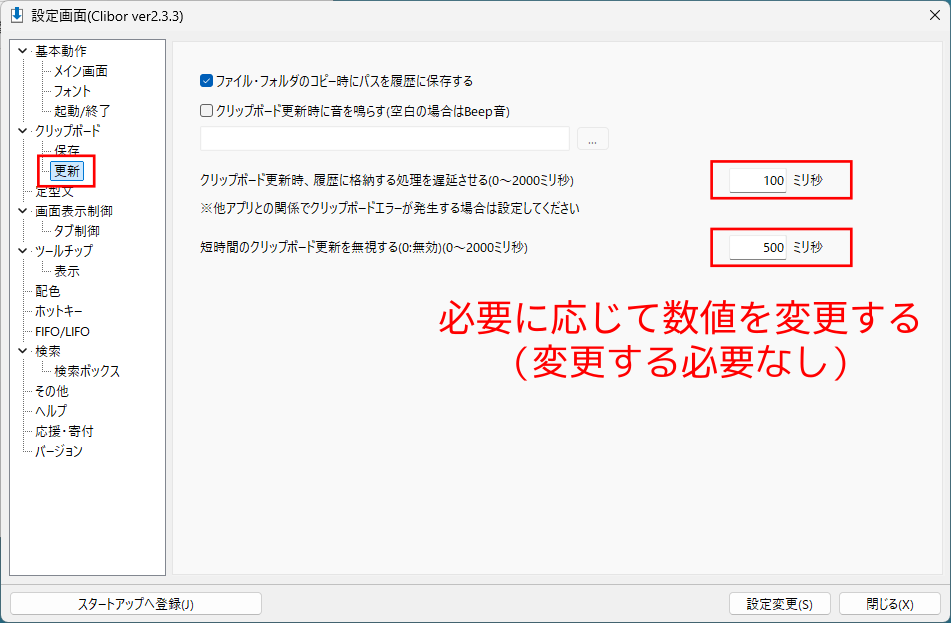 設定画面(Clibor ver2.3.3)
基本動作
メイン画面
フォント
起動/終了
クリップボード
保存
更新
定型文
画面表示制御
タブ制御
ツールチップ
表示
配色
ホットキー
FIFO/LIFO
検索
検索ボックス
その他
ヘルプ
応援・寄付
バージョン
ファイル・フォルダのコピー時にパスを履歴に保存する
クリップボード更新時に音を鳴らす(空白の場合はBeep音)
...
クリップボード更新時、履歴に格納する処理を遅延させる(0～2000ミリ秒) 100 ミリ秒
※他アプリとの関係でクリップボードエラーが発生する場合は設定してください
短時間のクリップボード更新を無視する(0:無効)(0～2000ミリ秒) 500 ミリ秒
必要に応じて数値を変更する
（変更する必要なし）
スタートアップへ登録(J) 設定変更(S) 閉じる(X)